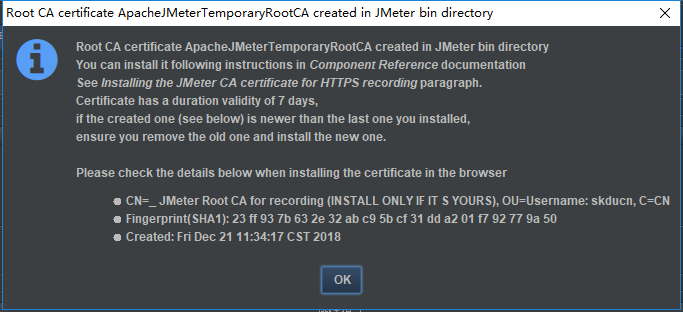 Root CA certificate ApacheJMeterTemporaryRootCA created in JMeter bin directory
Root CA certificate ApacheJMeterTemporaryRootCA created in JMeter bin directory
You can install it following instructions in Component Reference documentation
See Installing the JMeter CA certificate for HTTPS recording paragraph.
Certificate has a duration validity of 7 days,
if the created one (see below) is newer than the last one you installed,
ensure you remove the old one and install the new one.
Please check the details below when installing the certificate in the browser
CN=_ JMeter Root CA for recording (INSTALL ONLY IF IT S YOURS), OU=Username: skducn, C=CN
Fingerprint(SHA1): 23 ff 93 7b 63 2e 32 ab c9 5b cf 31 dd a2 01 f7 92 77 9a 50
Created: Fri Dec 21 11:34:17 CST 2018
OK